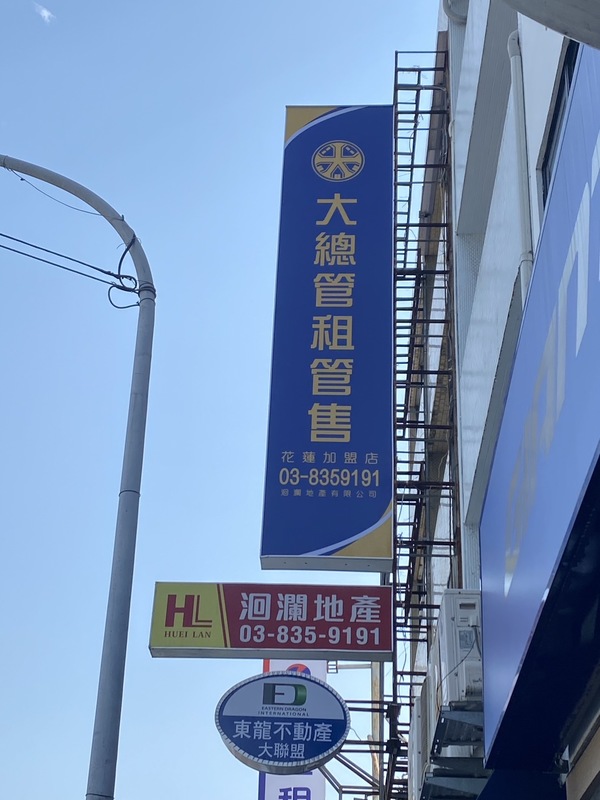 大總管租管售
花蓮加盟店
03-8359191
迴瀾地產有限公司
HL
HUEI LAN
洄瀾地產
03-835-9191
ED
EASTERN DRAGON
INTERNATIONAL
東龍不動產
大聯盟
租